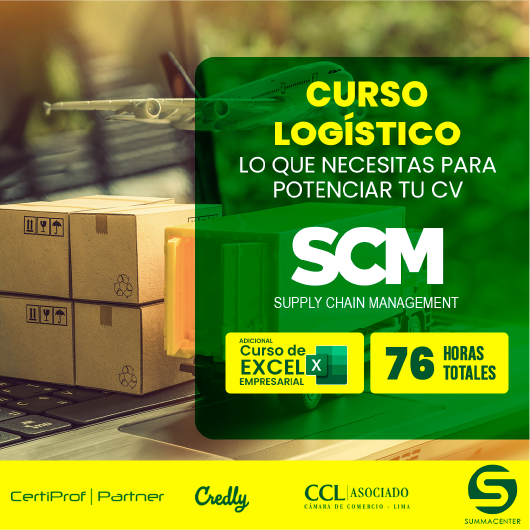 CURSO
LOGÍSTICO
LO QUE NECESITAS PARA
POTENCIAR TU CV
SCM
SUPPLY CHAIN MANAGEMENT
ADICIONAL
Curso de
EXCEL
EMPRESARIAL
X
76 HORAS
TOTALES
CertiProf | Partner
Credly
CCL | ASOCIADO
CÁMARA DE COMERCIO - LIMA
S
SUMMACENTER